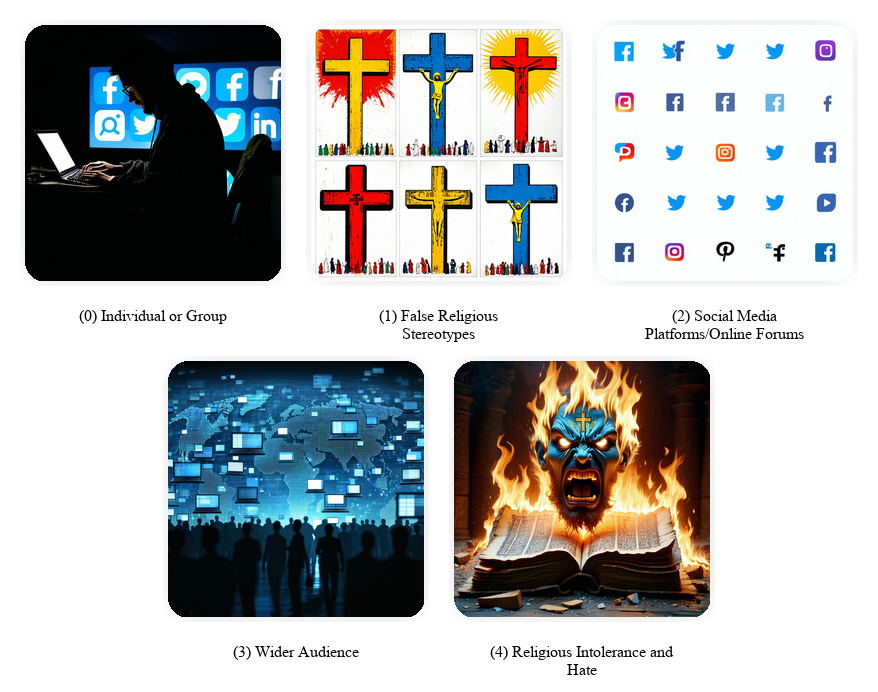 (0) Individual or Group
(1) False Religious
Stereotypes
(2) Social Media
Platforms/Online Forums
(3) Wider Audience
(4) Religious Intolerance and
Hate